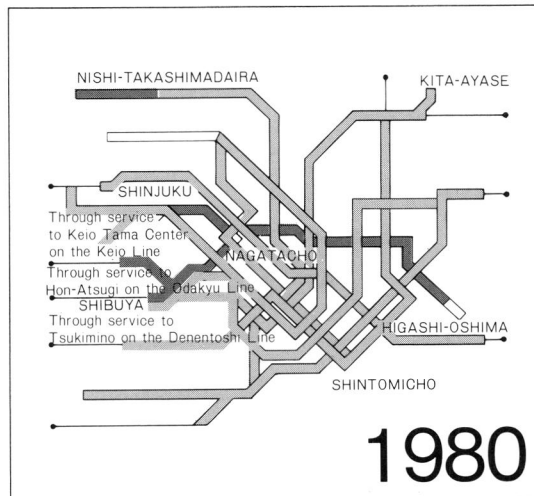 NISHI-TAKASHIMADAIRA
KITA-AYASE
SHINJUKU
Through service
to Keio Tama Center
on the Keio Line
NAGATACHO
Through service to
Hon-Atsugi on the Odakyu Line
SHIBUYA
Through service to
Tsukimino on the Denentoshi Line
HIGASHI-OSHIMA
SHINTOMICHO
1980